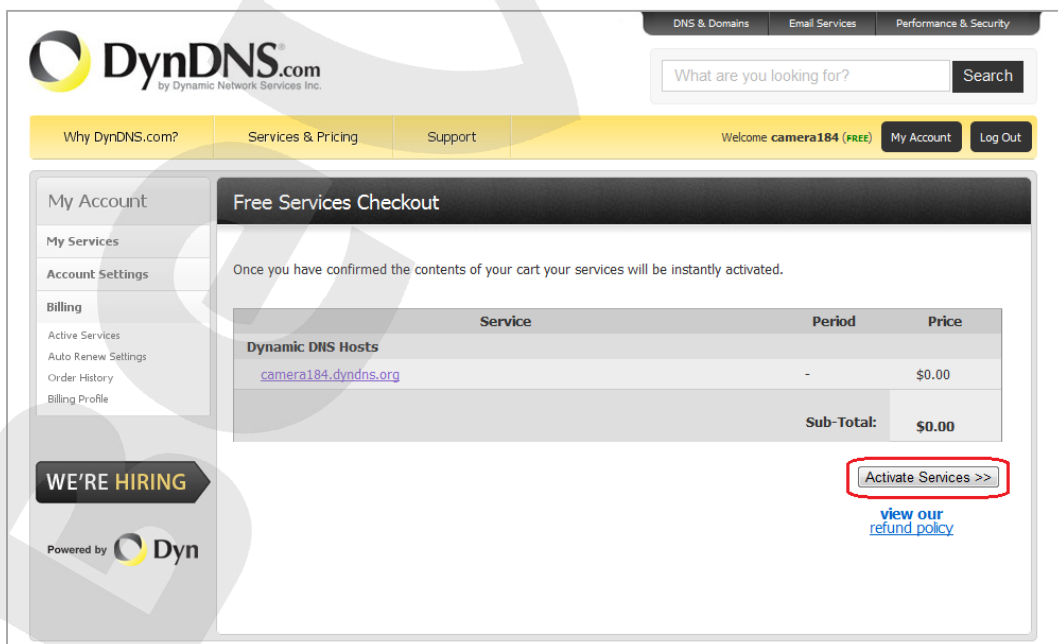 DNS & Domains Email Services Performance & Security
DynDNS.com
by Dynamic Network Services Inc.
What are you looking for? Search
Why DynDNS.com? Services & Pricing Support Welcome camera184 (FREE) My Account Log Out
My Account
My Services
Account Settings
Billing
Active Services
Auto Renew Settings
Order History
Billing Profile
WE'RE HIRING
Powered by Dyn
Free Services Checkout
Once you have confirmed the contents of your cart your services will be instantly activated.
Service Period Price
Dynamic DNS Hosts
camera184.dyndns.org - $0.00
Sub-Total: $0.00
Activate Services >>
view our
refund policy